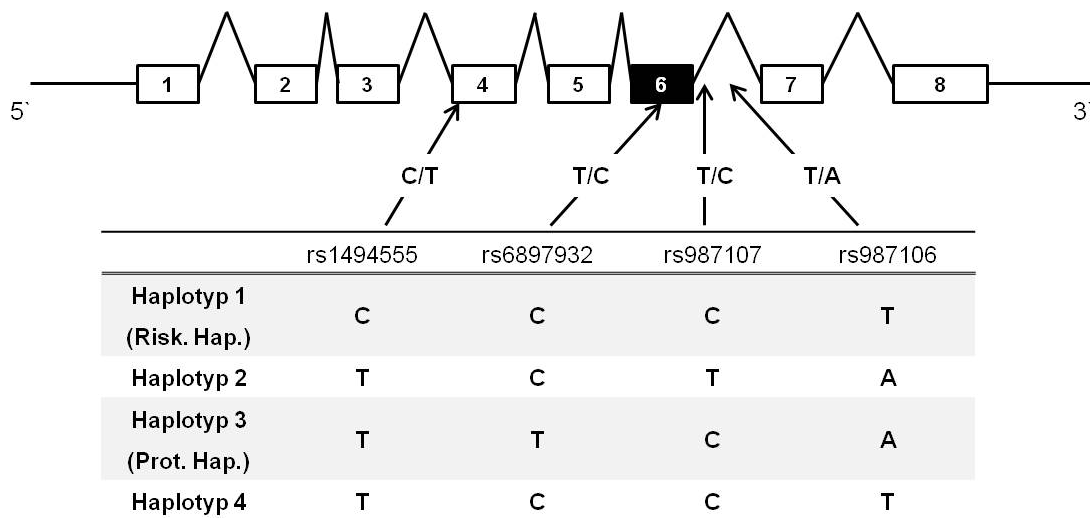 1 2 3 4 5 6 7 8
5` 3`
C/T T/C T/C T/A
rs1494555 rs6897932 rs987107 rs987106
Haplotyp 1
(Risk. Hap.) C C C T
Haplotyp 2 T C T A
Haplotyp 3
(Prot. Hap.) T T C A
Haplotyp 4 T C C T